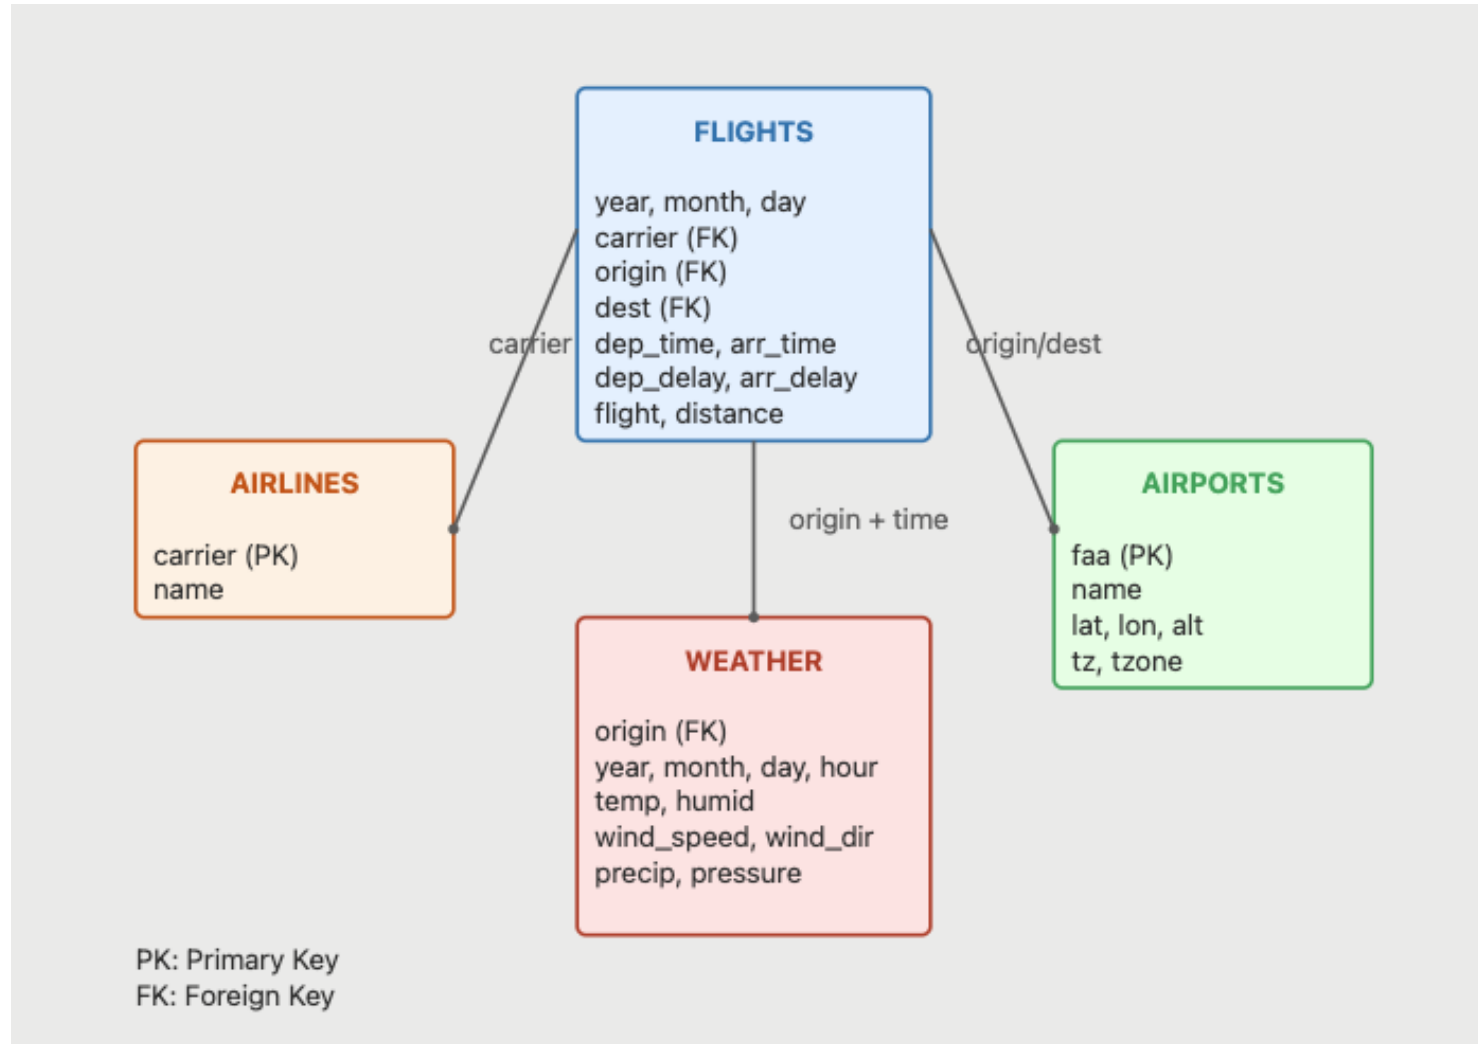 FLIGHTS
year, month, day
carrier (FK)
origin (FK)
dest (FK)
dep_time, arr_time
dep_delay, arr_delay
flight, distance
carrier
origin/dest
AIRLINES
carrier (PK)
name
origin + time
AIRPORTS
faa (PK)
name
lat, lon, alt
tz, tzone
WEATHER
origin (FK)
year, month, day, hour
temp, humid
wind_speed, wind_dir
precip, pressure
PK: Primary Key
FK: Foreign Key